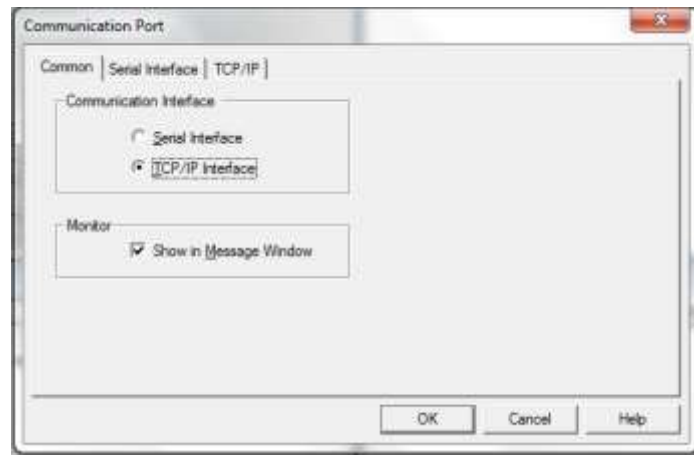 Communication Port
Common Serial Interface TCP/IP
Communication Interface
Serial Interface
TCP/IP Interface
Monitor
Show in Message Window
OK Cancel Help